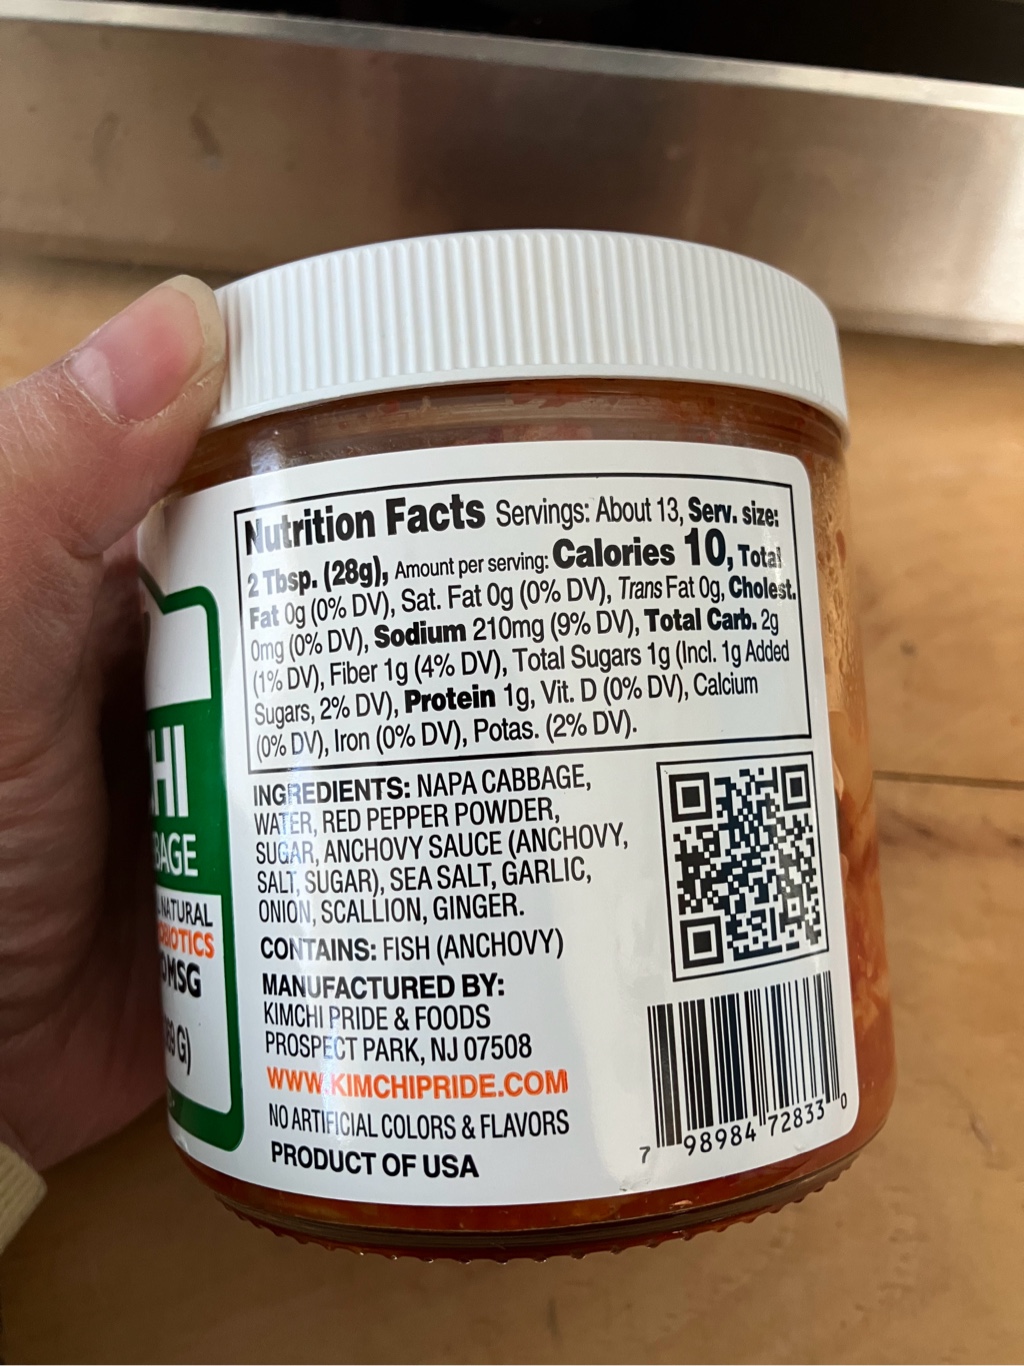 Nutrition Facts Servings: About 13, Serv. size:
2 Tbsp. (28g), Amount per serving: Calories 10, Total
Fat 0g (0% DV), Sat. Fat 0g (0% DV), Trans Fat 0g, Cholest.
0mg (0% DV), Sodium 210mg (9% DV), Total Carb. 2g
(1% DV), Fiber 1g (4% DV), Total Sugars 1g (Incl. 1g Added
Sugars, 2% DV), Protein 1g, Vit. D (0% DV), Calcium
(0% DV), Iron (0% DV), Potas. (2% DV).
INGREDIENTS: NAPA CABBAGE,
WATER, RED PEPPER POWDER,
SUGAR, ANCHOVY SAUCE (ANCHOVY,
SALT, SUGAR), SEA SALT, GARLIC,
ONION, SCALLION, GINGER.
CONTAINS: FISH (ANCHOVY)
MANUFACTURED BY:
KIMCHI PRIDE & FOODS
PROSPECT PARK, NJ 07508
WWW.KIMCHIPRIDE.COM
NO ARTIFICIAL COLORS & FLAVORS
PRODUCT OF USA
7 98984 72833 0
HI
BAGE
NATURAL
OBIOTICS
MSG
G)